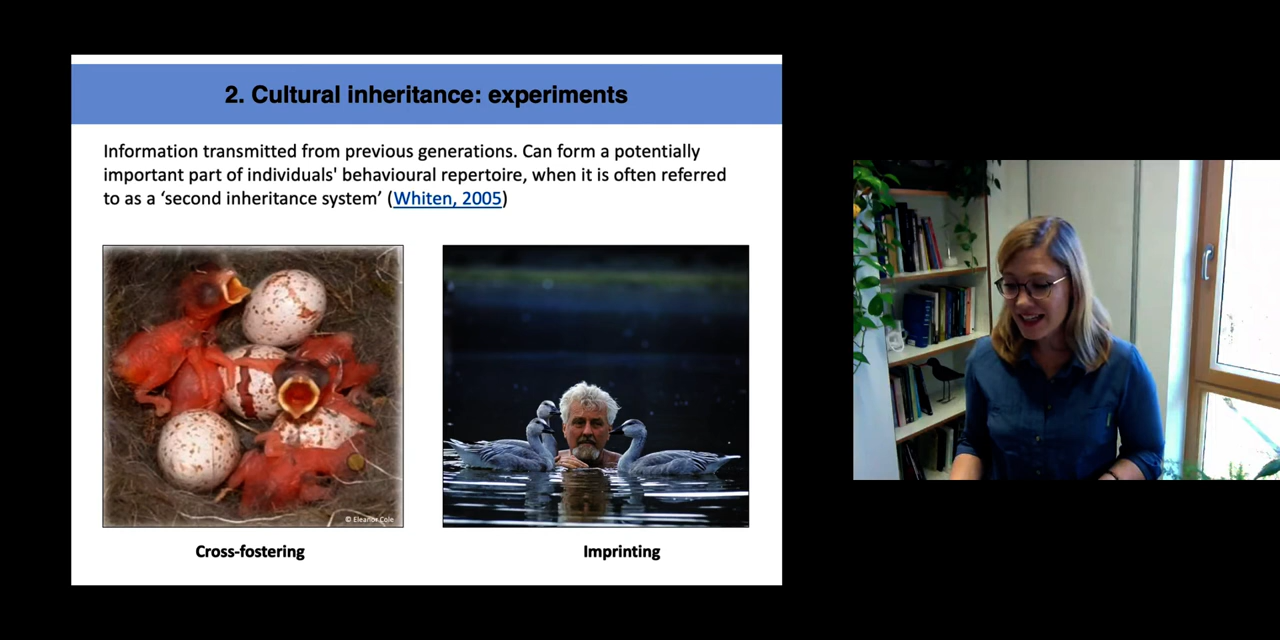 2. Cultural inheritance: experiments
Information transmitted from previous generations. Can form a potentially
important part of individuals' behavioural repertoire, when it is often referred
to as a ‘second inheritance system’ (Whiten, 2005)
© Eleanor Cole
Cross-fostering
Imprinting